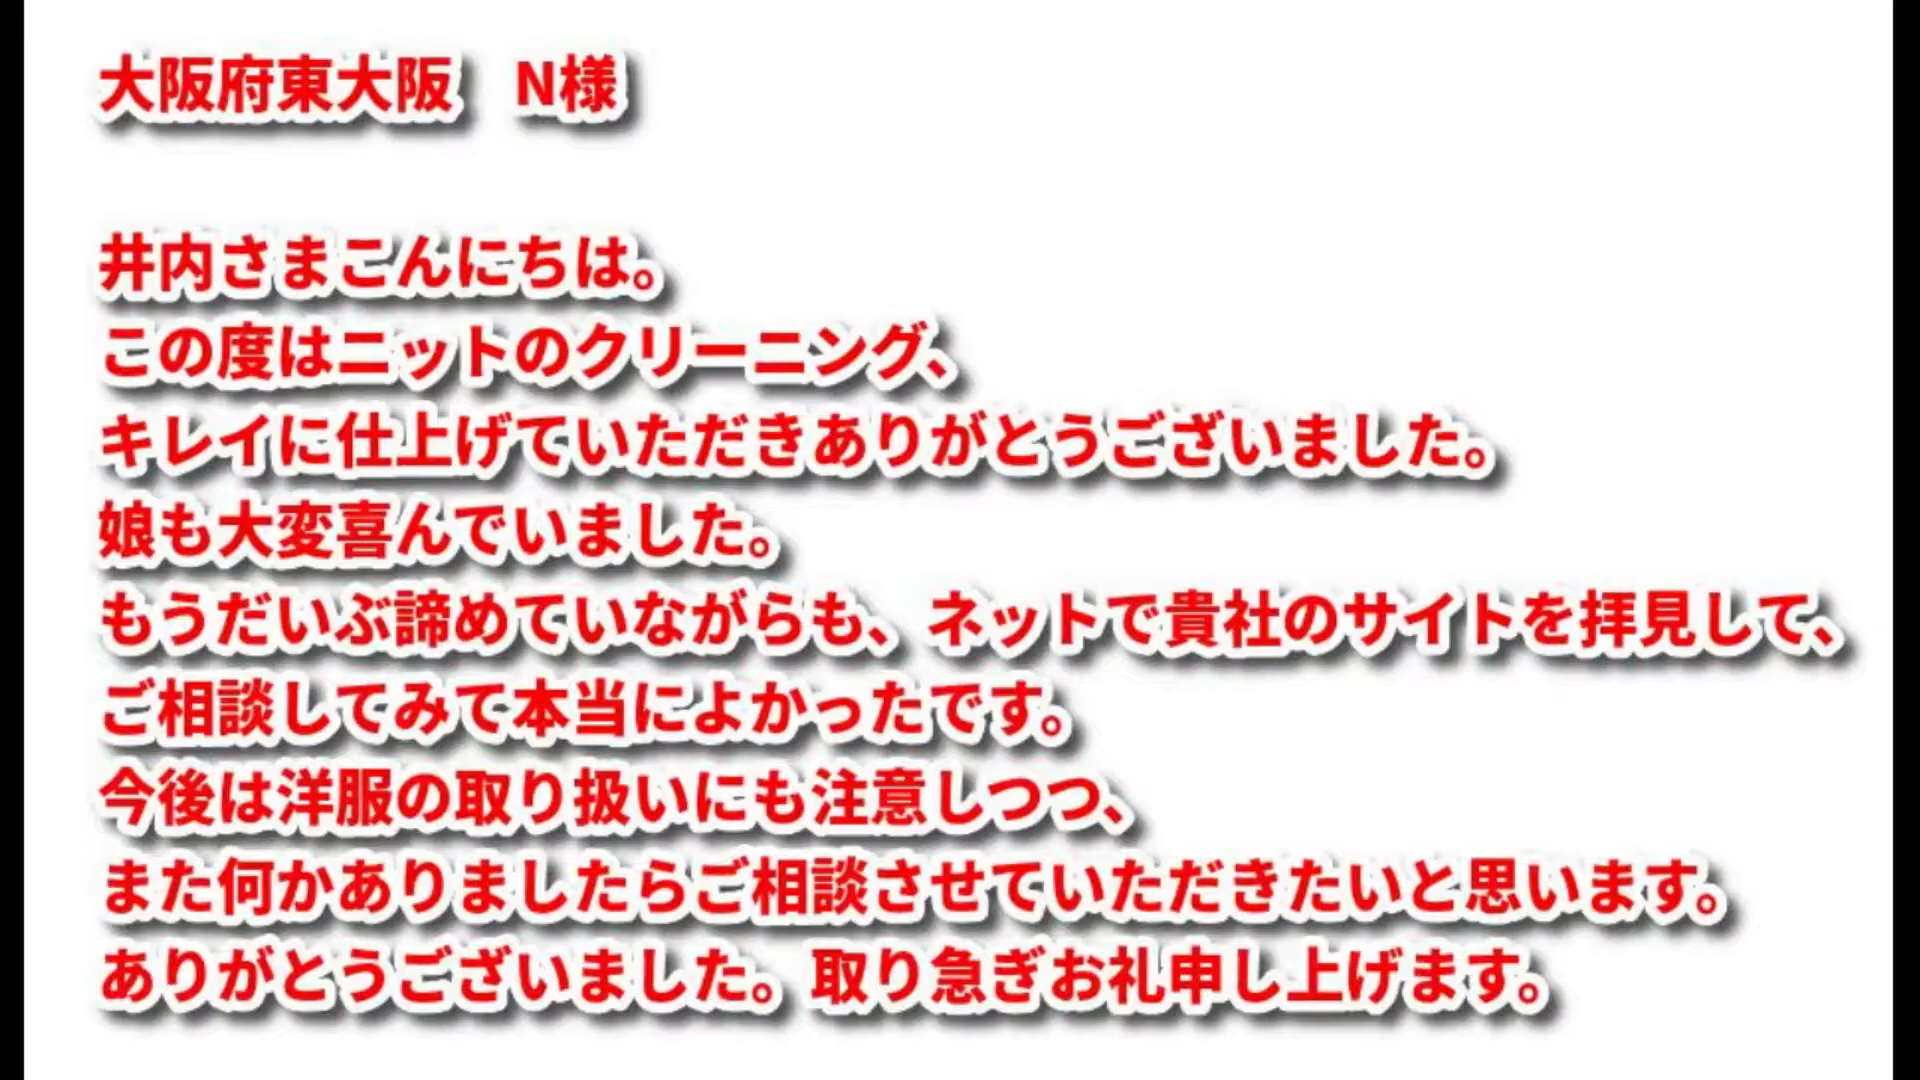 大阪府東大阪　N様
井内さまこんにちは。
この度はニットのクリーニング、
キレイに仕上げていただきありがとうございました。
娘も大変喜んでいました。
もうだいぶ諦めていながらも、ネットで貴社のサイトを拝見して、
ご相談してみて本当によかったです。
今後は洋服の取り扱いにも注意しつつ、
また何かありましたらご相談させていただきたいと思います。
ありがとうございました。取り急ぎお礼申し上げます。